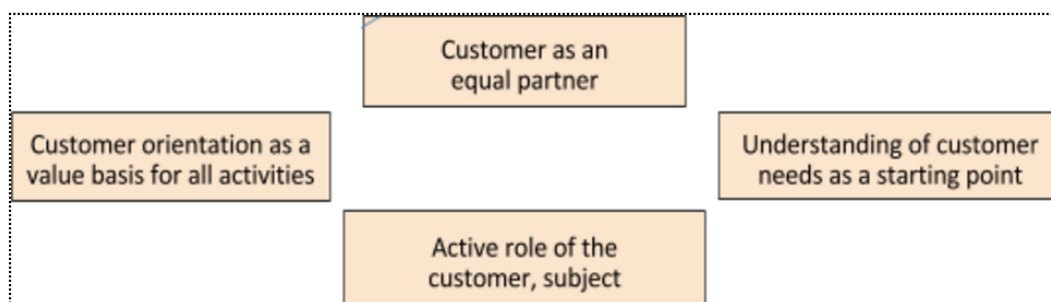 Customer as an
equal partner
Customer orientation as a
value basis for all activities
Understanding of customer
needs as a starting point
Active role of the
customer, subject